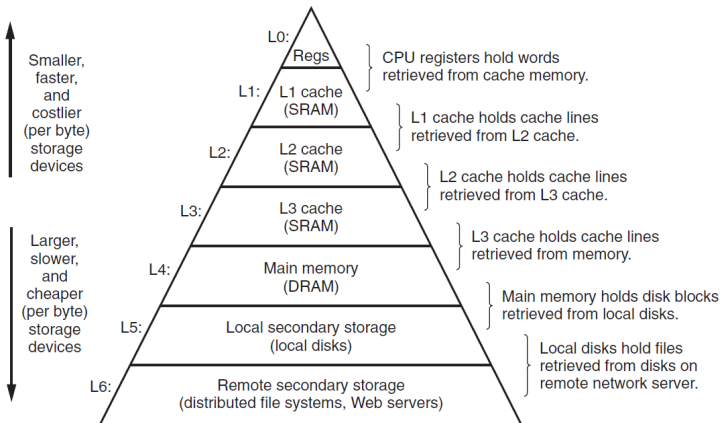 L0:
Regs
CPU registers hold words
retrieved from cache memory.
Smaller,
faster,
and
costlier
(per byte)
storage
devices
L1:
L1 cache
(SRAM)
L1 cache holds cache lines
retrieved from L2 cache.
L2:
L2 cache
(SRAM)
L2 cache holds cache lines
retrieved from L3 cache.
L3:
L3 cache
(SRAM)
L3 cache holds cache lines
retrieved from memory.
Larger,
slower,
and
cheaper
(per byte)
storage
devices
L4:
Main memory
(DRAM)
Main memory holds disk blocks
retrieved from local disks.
L5:
Local secondary storage
(local disks)
Local disks hold files
retrieved from disks on
remote network server.
L6:
Remote secondary storage
(distributed file systems, Web servers)